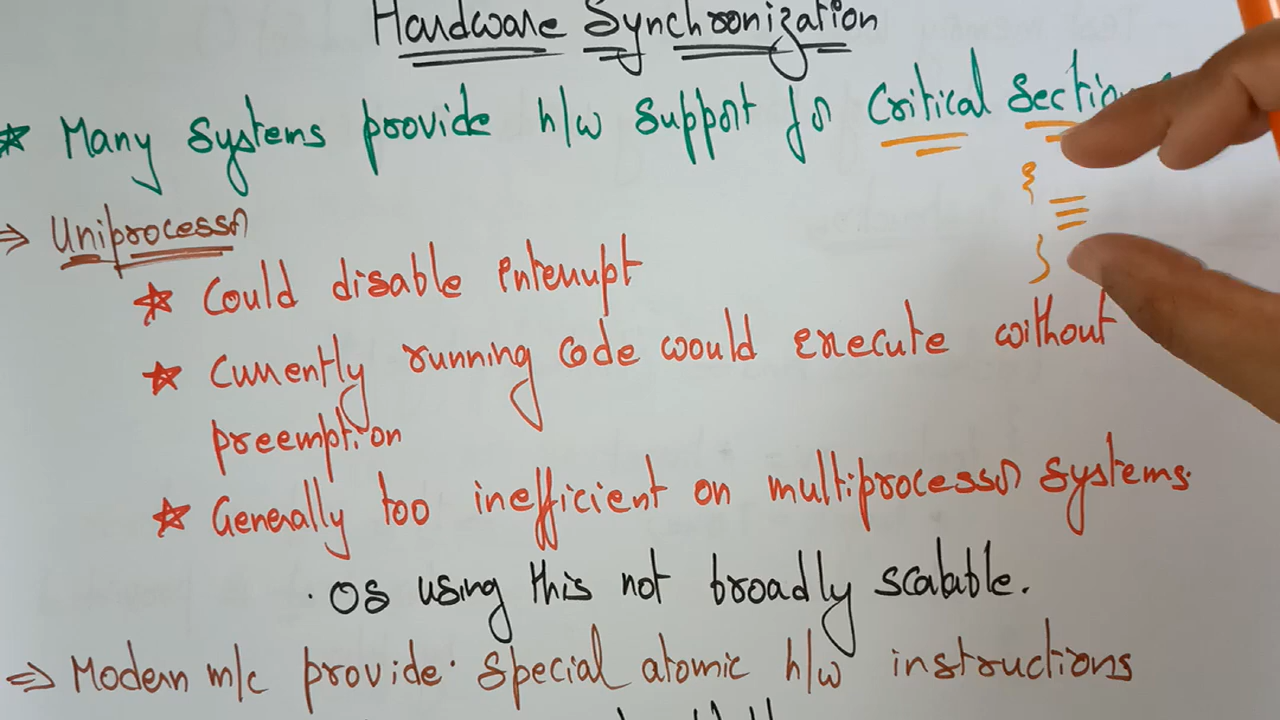 Hardware Synchronization
* Many systems provide h/w support for Critical Section
⇒ Uniprocessor
* Could disable interrupt
* Currently running code would execute without
preemption
* Generally too inefficient on multiprocessor systems.
. OS using this not broadly scalable.
⇒ Modern m/c provide. special atomic h/w instructions